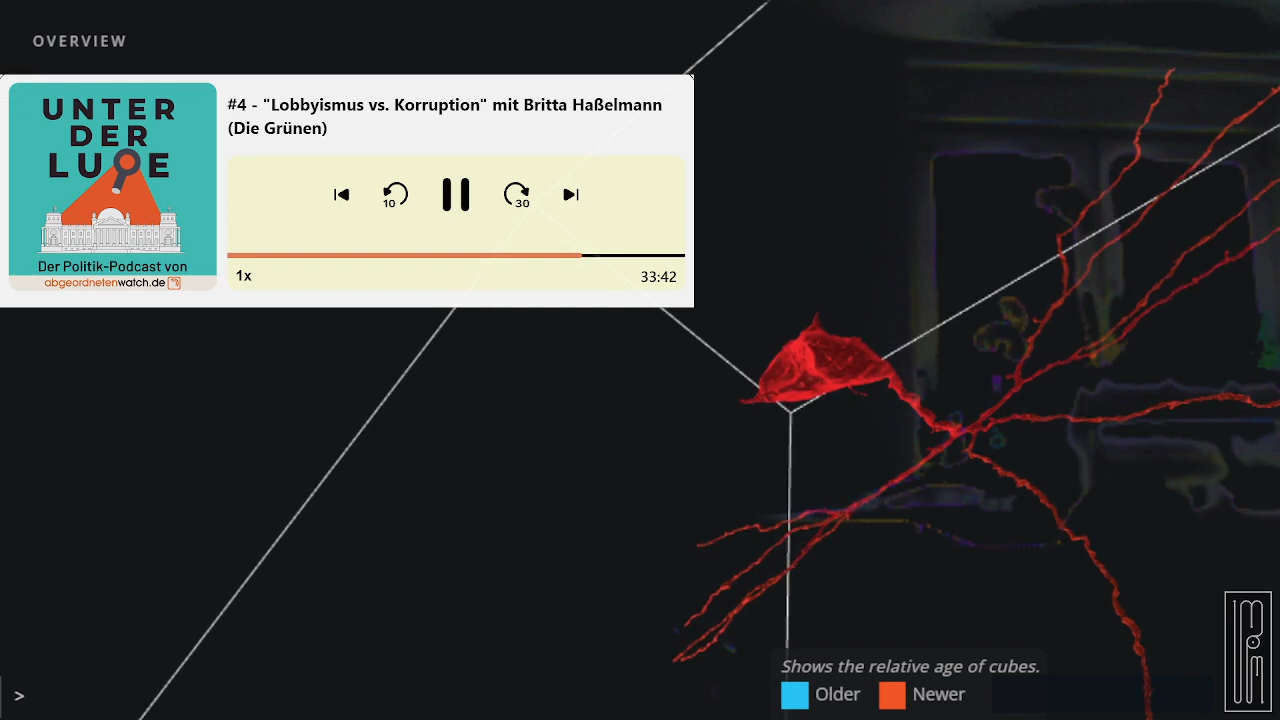 OVERVIEW
UNTER
DER
LUPE
Der Politik-Podcast von
abgeordnetenwatch.de
#4 - "Lobbyismus vs. Korruption" mit Britta Haßelmann
(Die Grünen)
10
30
1x
33:42
>
Shows the relative age of cubes.
Older
Newer